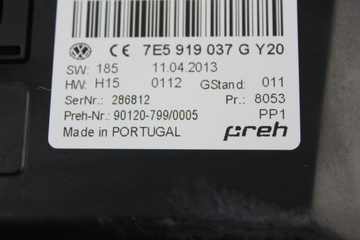 CE 7E5 919 037 G Y20
SW: 185 11.04.2013
HW: H15 0112 GStand: 011
SerNr.: 286812 Pr.: 8053
Preh-Nr.: 90120-799/0005 PP1
Made in PORTUGAL preh